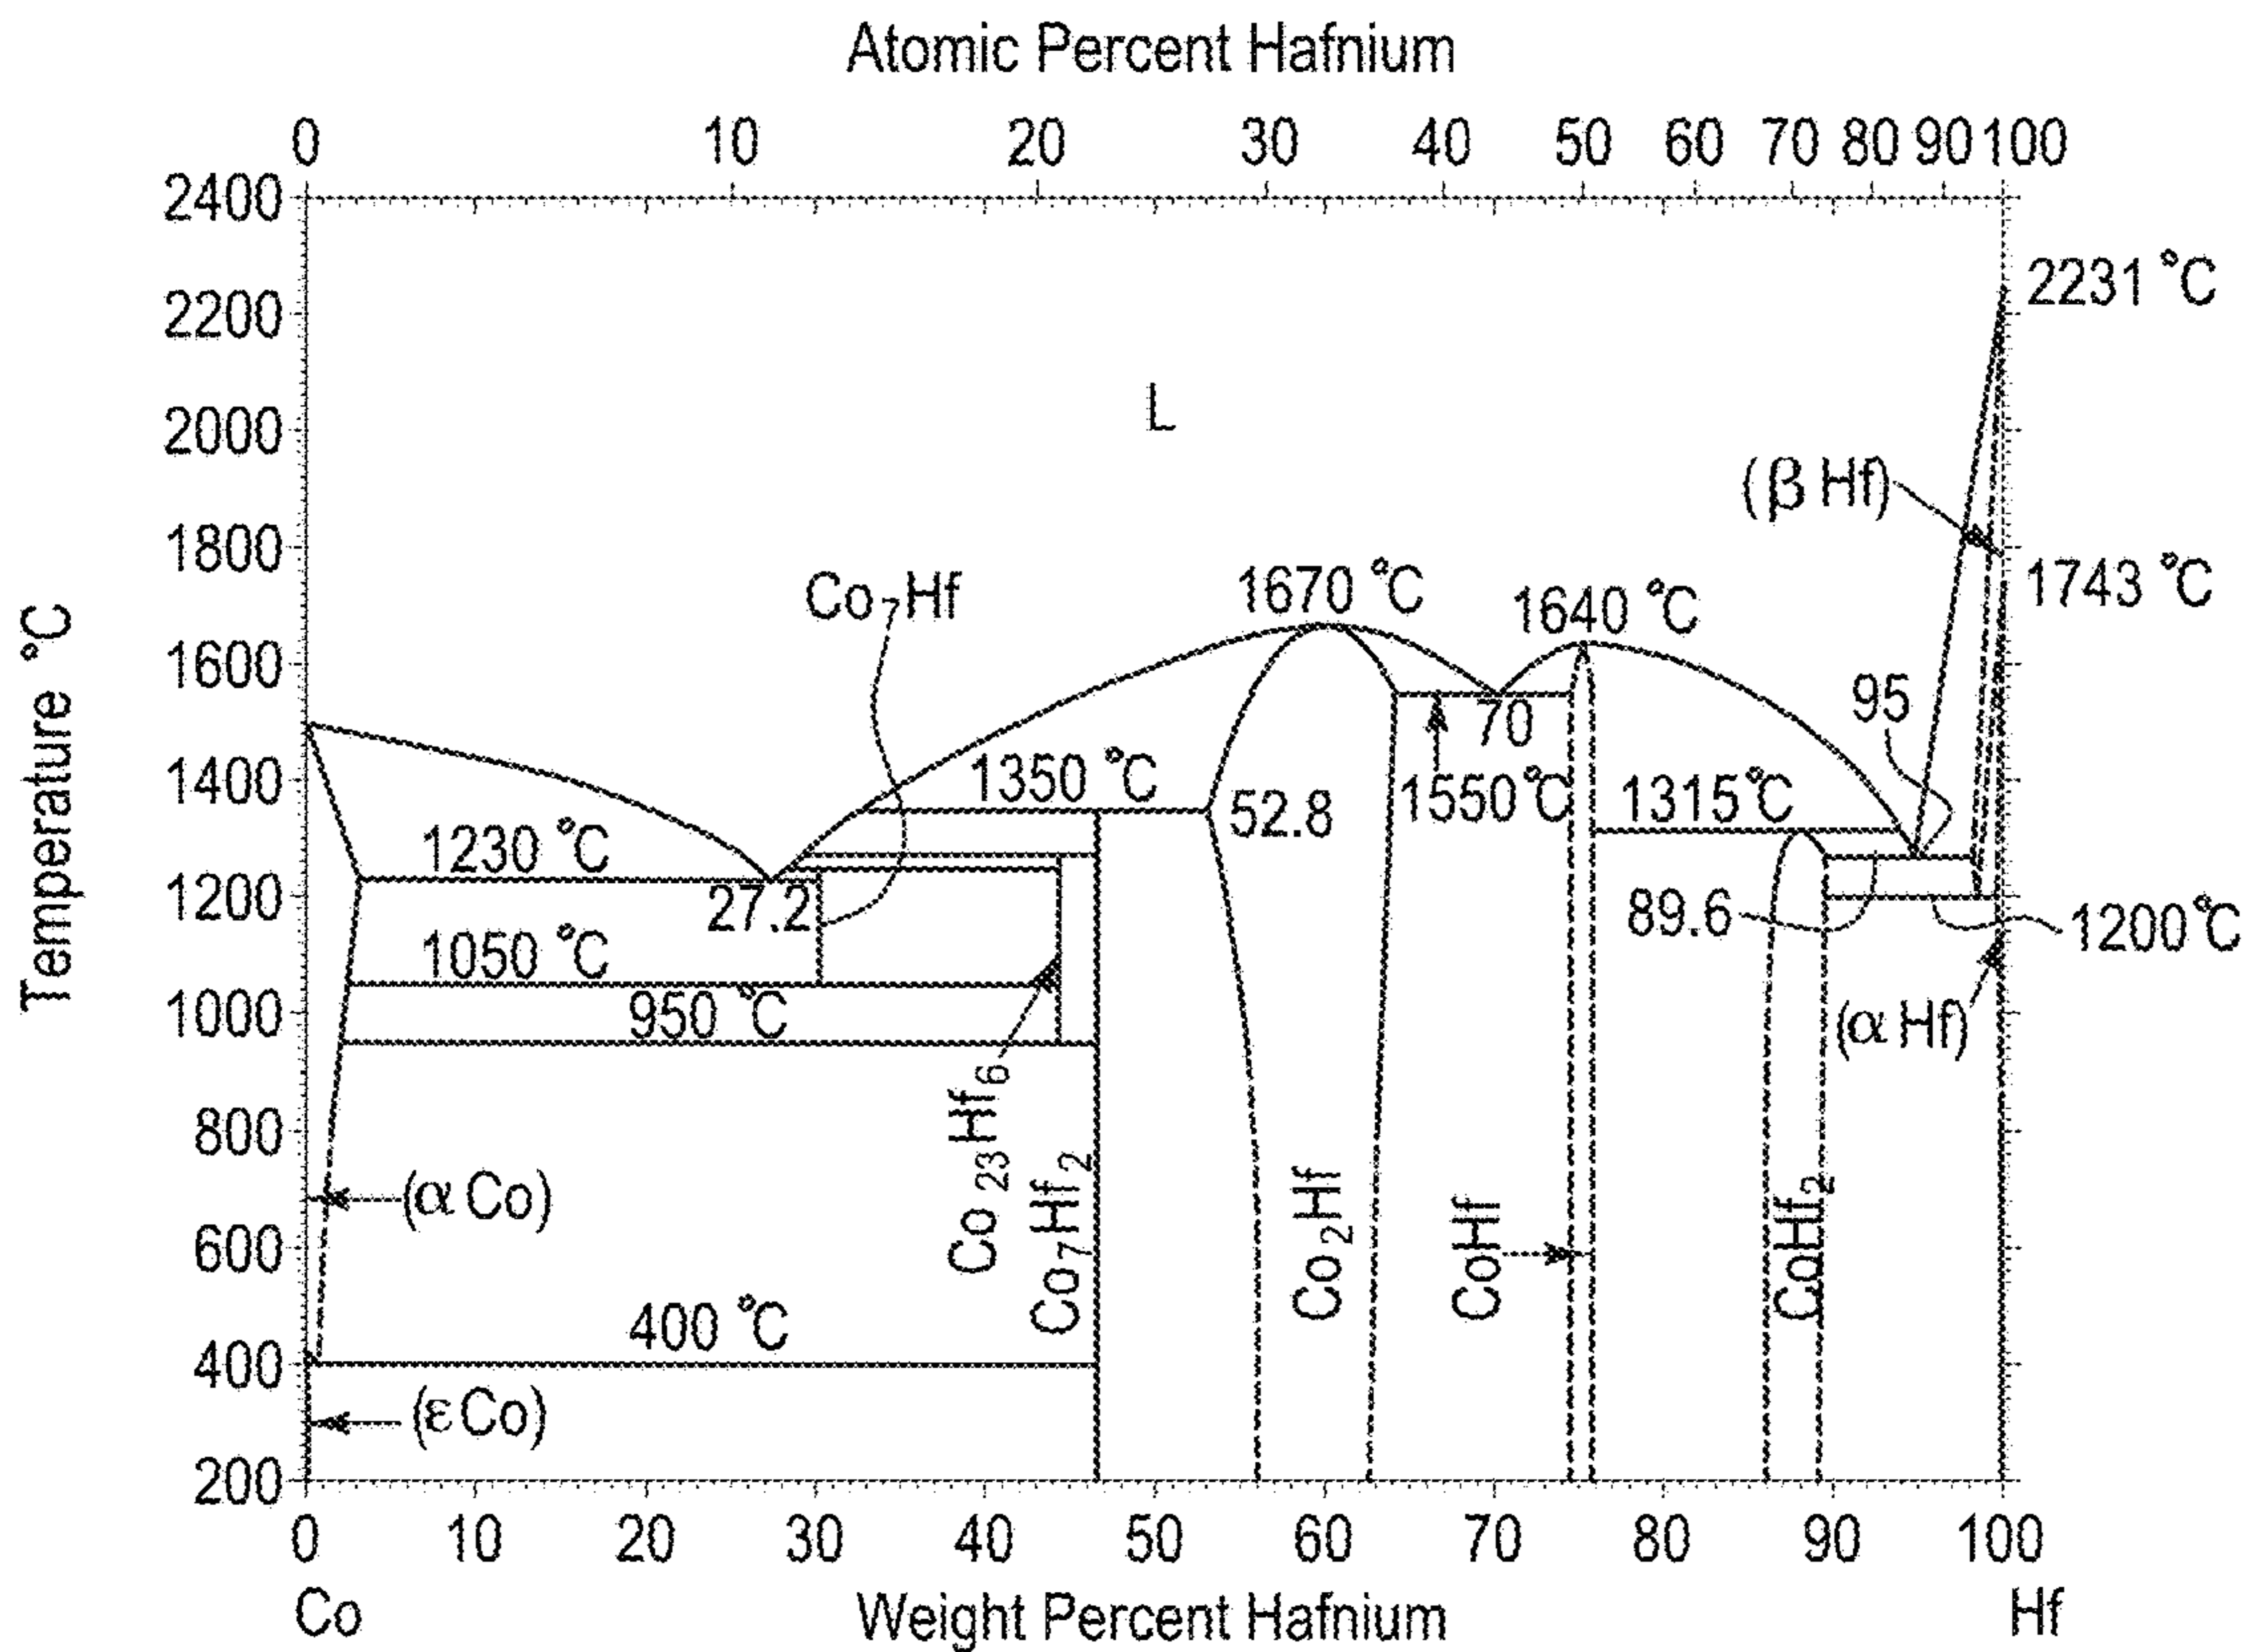 Atomic Percent Hafnium
0 10 20 30 40 50 60 70 80 90 100
2400
2200
2000
1800
1600
1400
1200
1000
800
600
400
200
Temperature °C
2231 °C
L
(β Hf)
1743 °C
Co7Hf
1670 °C
1640 °C
95
70
1350 °C
1550°C
1315°C
52.8
1230 °C
27.2
89.6
1200°C
1050 °C
950 °C
(α Hf)
Co23Hf6
Co7Hf2
Co2Hf
CoHf
CoHf2
(α Co)
400 °C
(ε Co)
0 10 20 30 40 50 60 70 80 90 100
Co Weight Percent Hafnium Hf